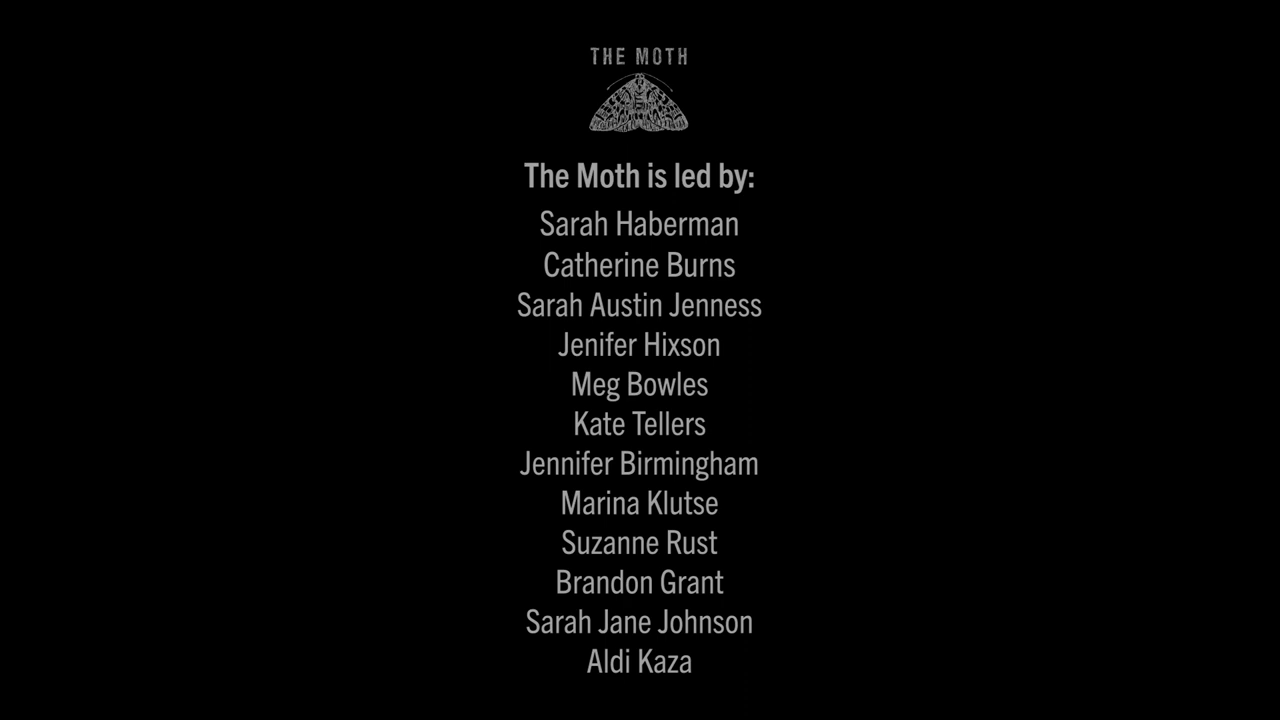 THE MOTH
The Moth is led by:
Sarah Haberman
Catherine Burns
Sarah Austin Jenness
Jenifer Hixson
Meg Bowles
Kate Tellers
Jennifer Birmingham
Marina Klutse
Suzanne Rust
Brandon Grant
Sarah Jane Johnson
Aldi Kaza